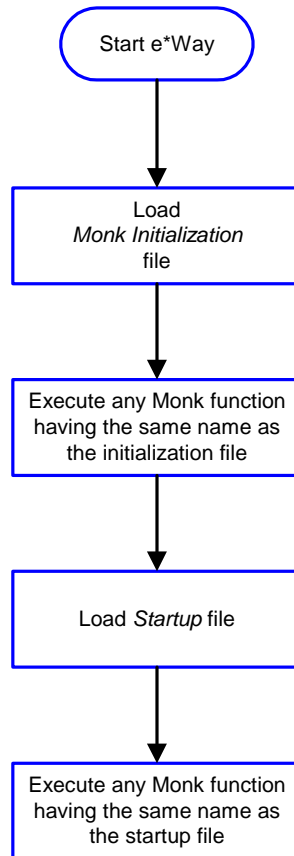 Start e*Way
Load
Monk Initialization
file
Execute any Monk function
having the same name as
the initialization file
Load Startup file
Execute any Monk function
having the same name as
the startup file